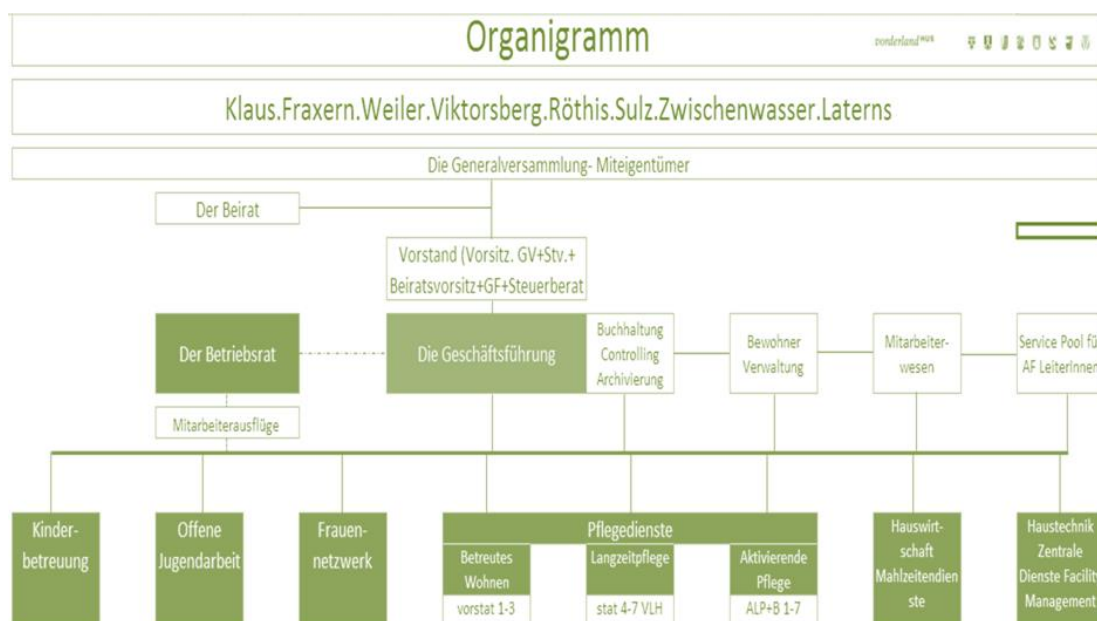 Organigramm
vonderlandHUS
Klaus.Fraxern.Weiler.Viktorsberg.Röthis.Sulz.Zwischenwasser.Laterns
Die Generalversammlung- Miteigentümer
Der Beirat
Vorstand (Vorsitz. GV+Stv.+
Beiratsvorsitz+GF+Steuerberat
Der Betriebsrat
Die Geschäftsführung
Buchhaltung
Controlling
Archivierung
Bewohner
Verwaltung
Mitarbeiter-
wesen
Service Pool für
AF LeiterInnen
Mitarbeiterausflüge
Kinder-
betreuung
Offene
Jugendarbeit
Frauen-
netzwerk
Pflegedienste
Betreutes
Wohnen
vorstat 1-3
Langzeitpflege
stat 4-7 VLH
Aktivierende
Pflege
ALP+B 1-7
Hauswirt-
schaft
Mahlzeitendien
ste
Haustechnik
Zentrale
Dienste Facility
Management